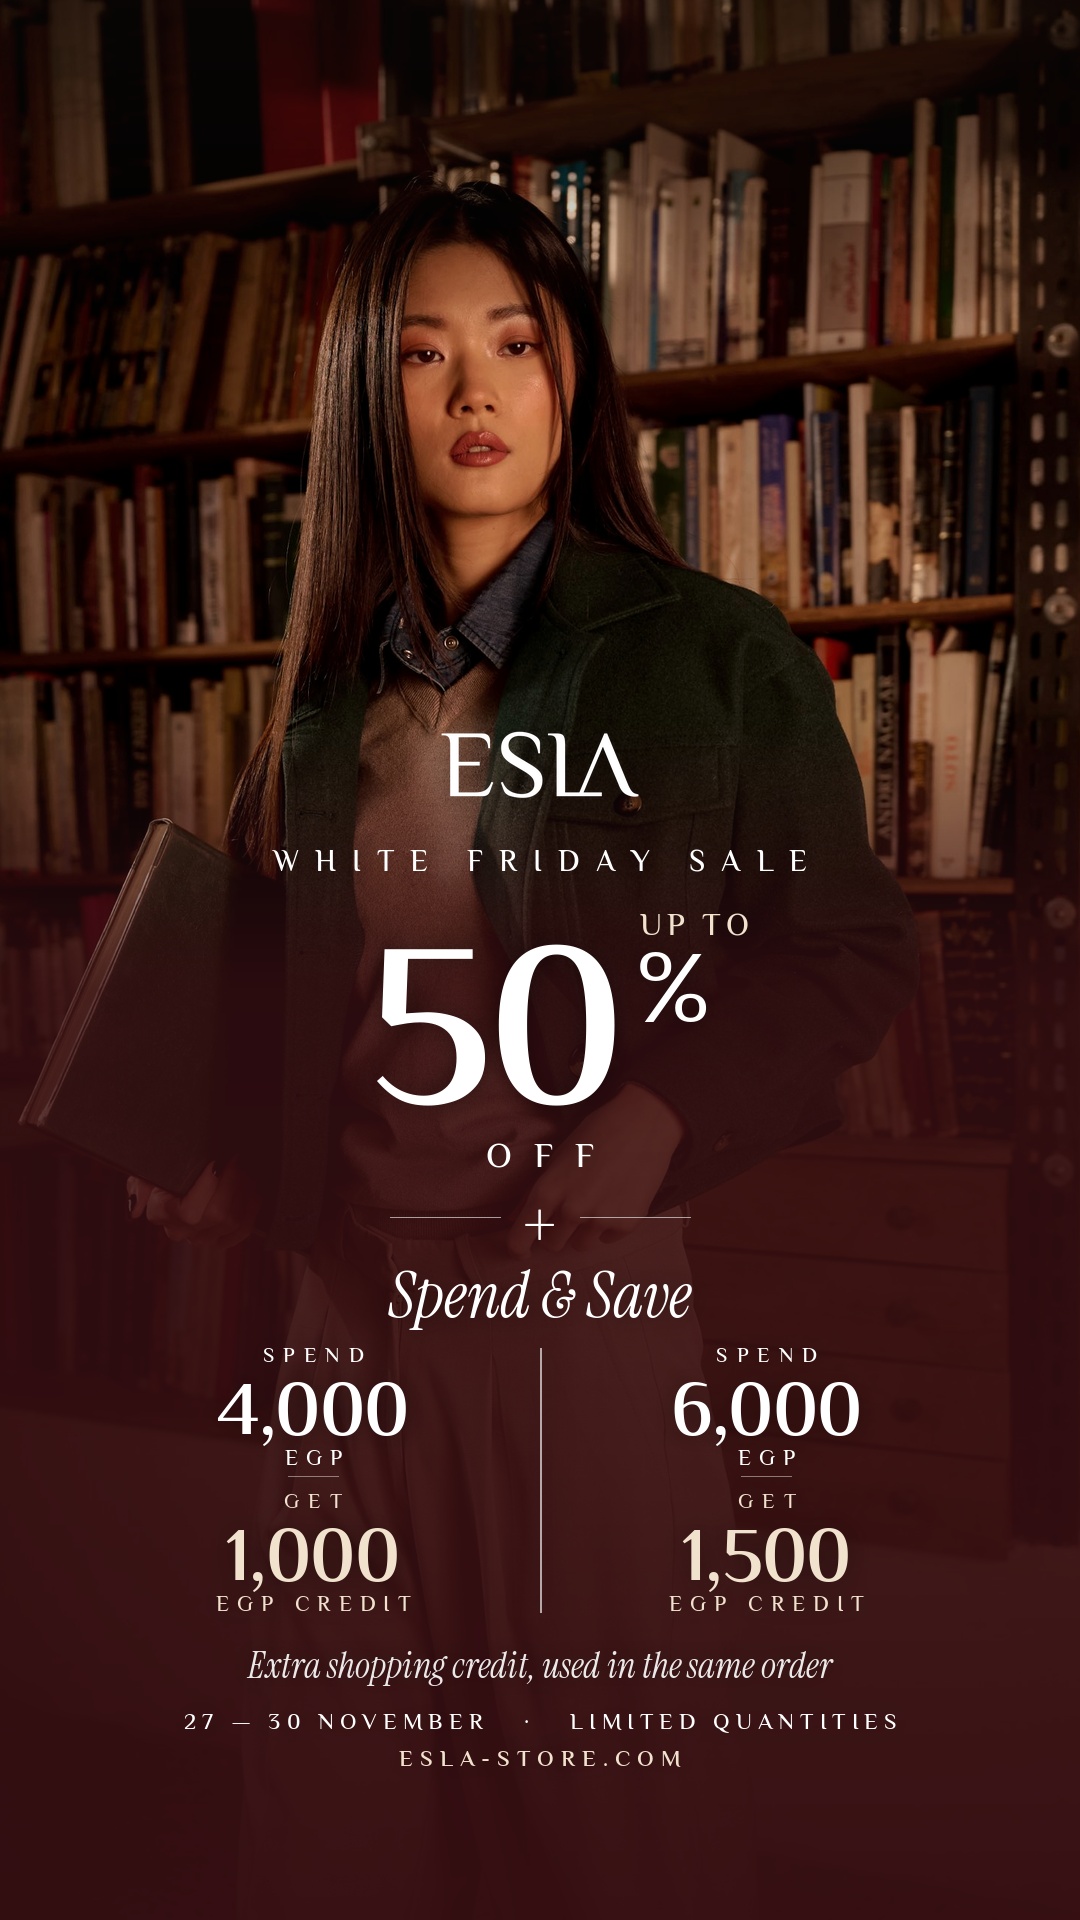 ESLA
WHITE FRIDAY SALE
UP TO
50%
OFF
+
Spend & Save
SPEND
4,000
EGP
GET
1,000
EGP CREDIT
SPEND
6,000
EGP
GET
1,500
EGP CREDIT
Extra shopping credit, used in the same order
27 — 30 NOVEMBER · LIMITED QUANTITIES
ESLA-STORE.COM
ANDRE NAGGAR